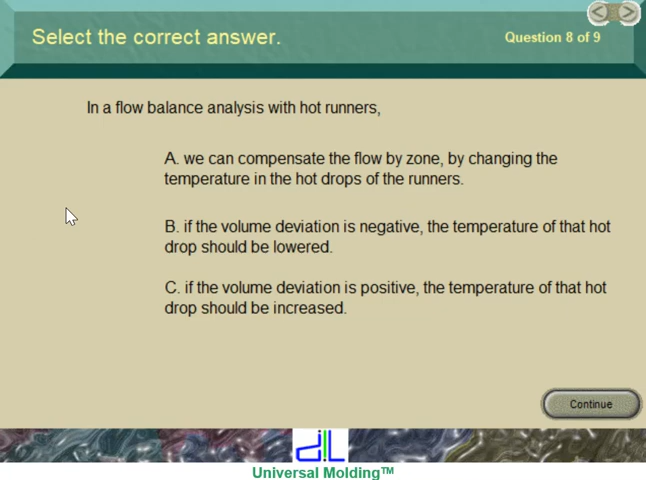 Select the correct answer.
Question 8 of 9
In a flow balance analysis with hot runners,
A. we can compensate the flow by zone, by changing the
temperature in the hot drops of the runners.
B. if the volume deviation is negative, the temperature of that hot
drop should be lowered.
C. if the volume deviation is positive, the temperature of that hot
drop should be increased.
Continue
diL
Universal Molding™